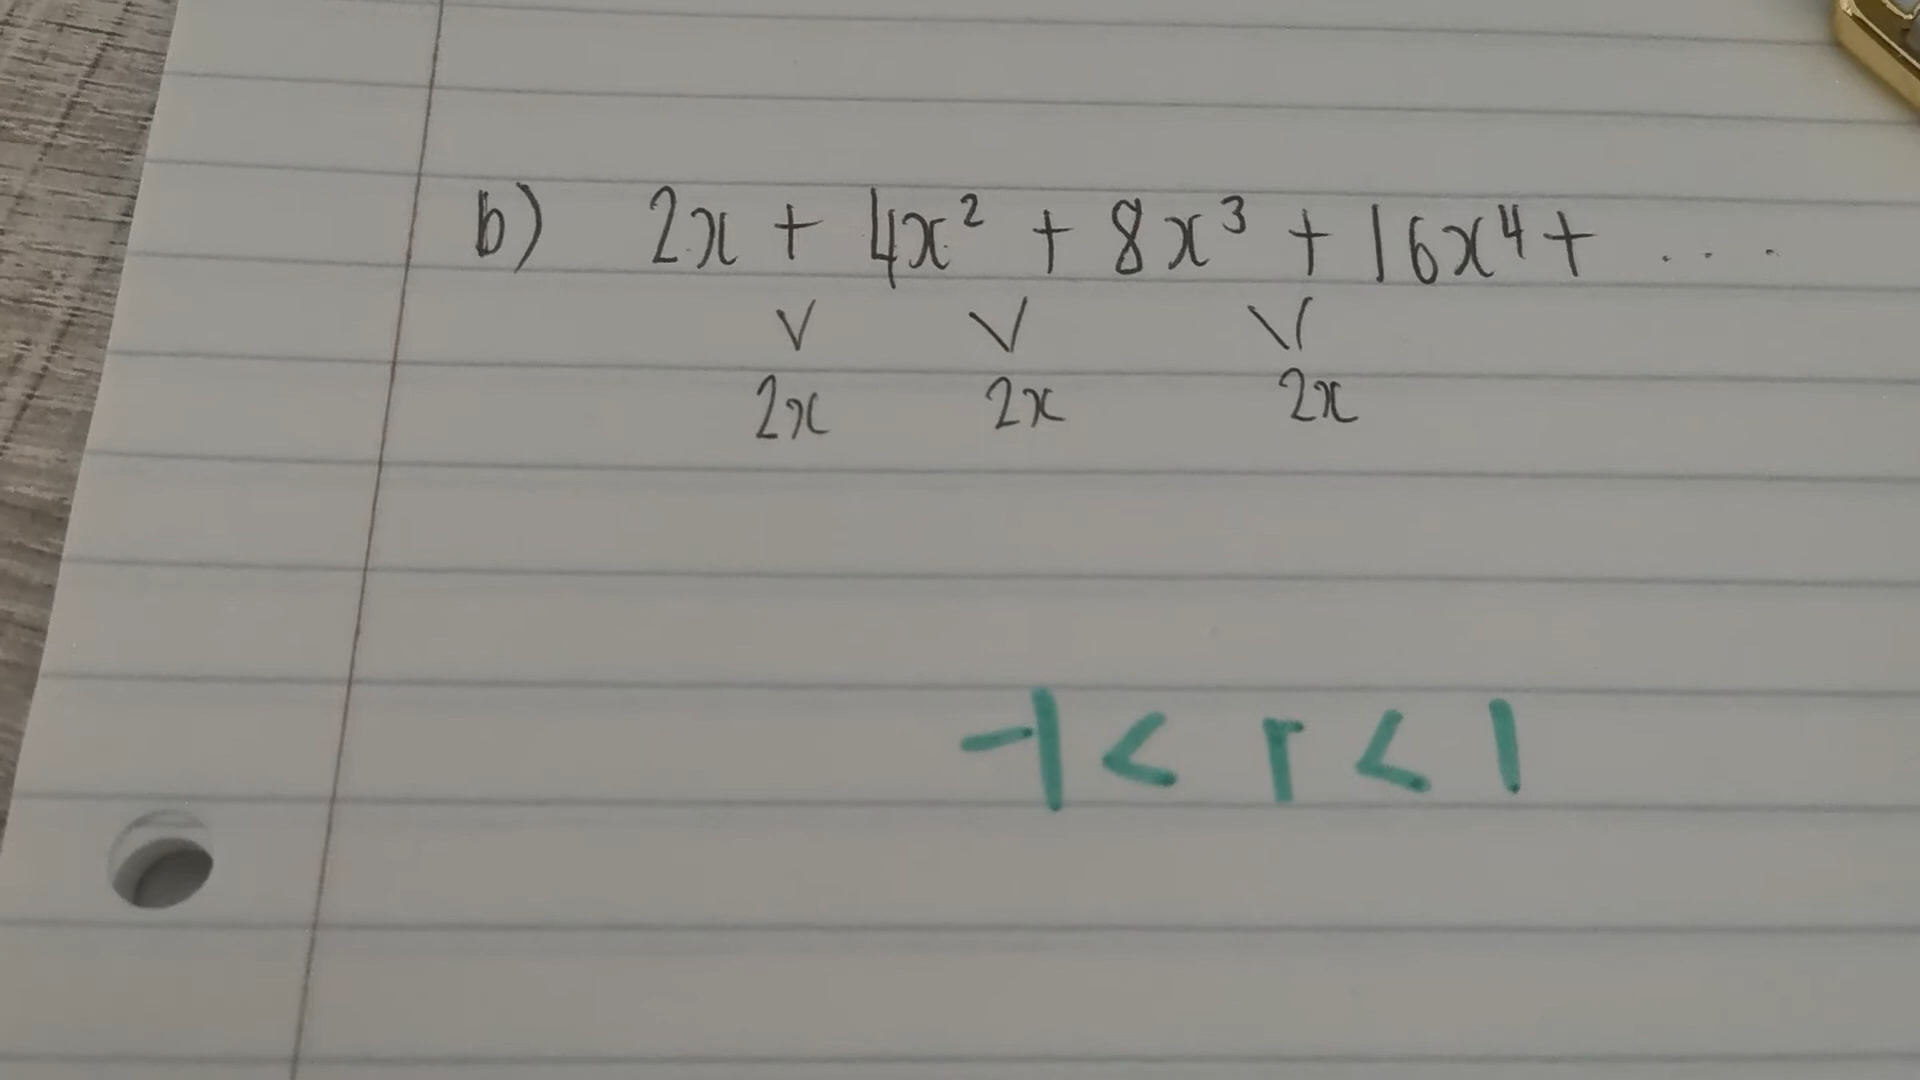 b) 2x + 4x² + 8x³ + 16x⁴ + ....
V V V
2x 2x 2x
-1 < r < 1